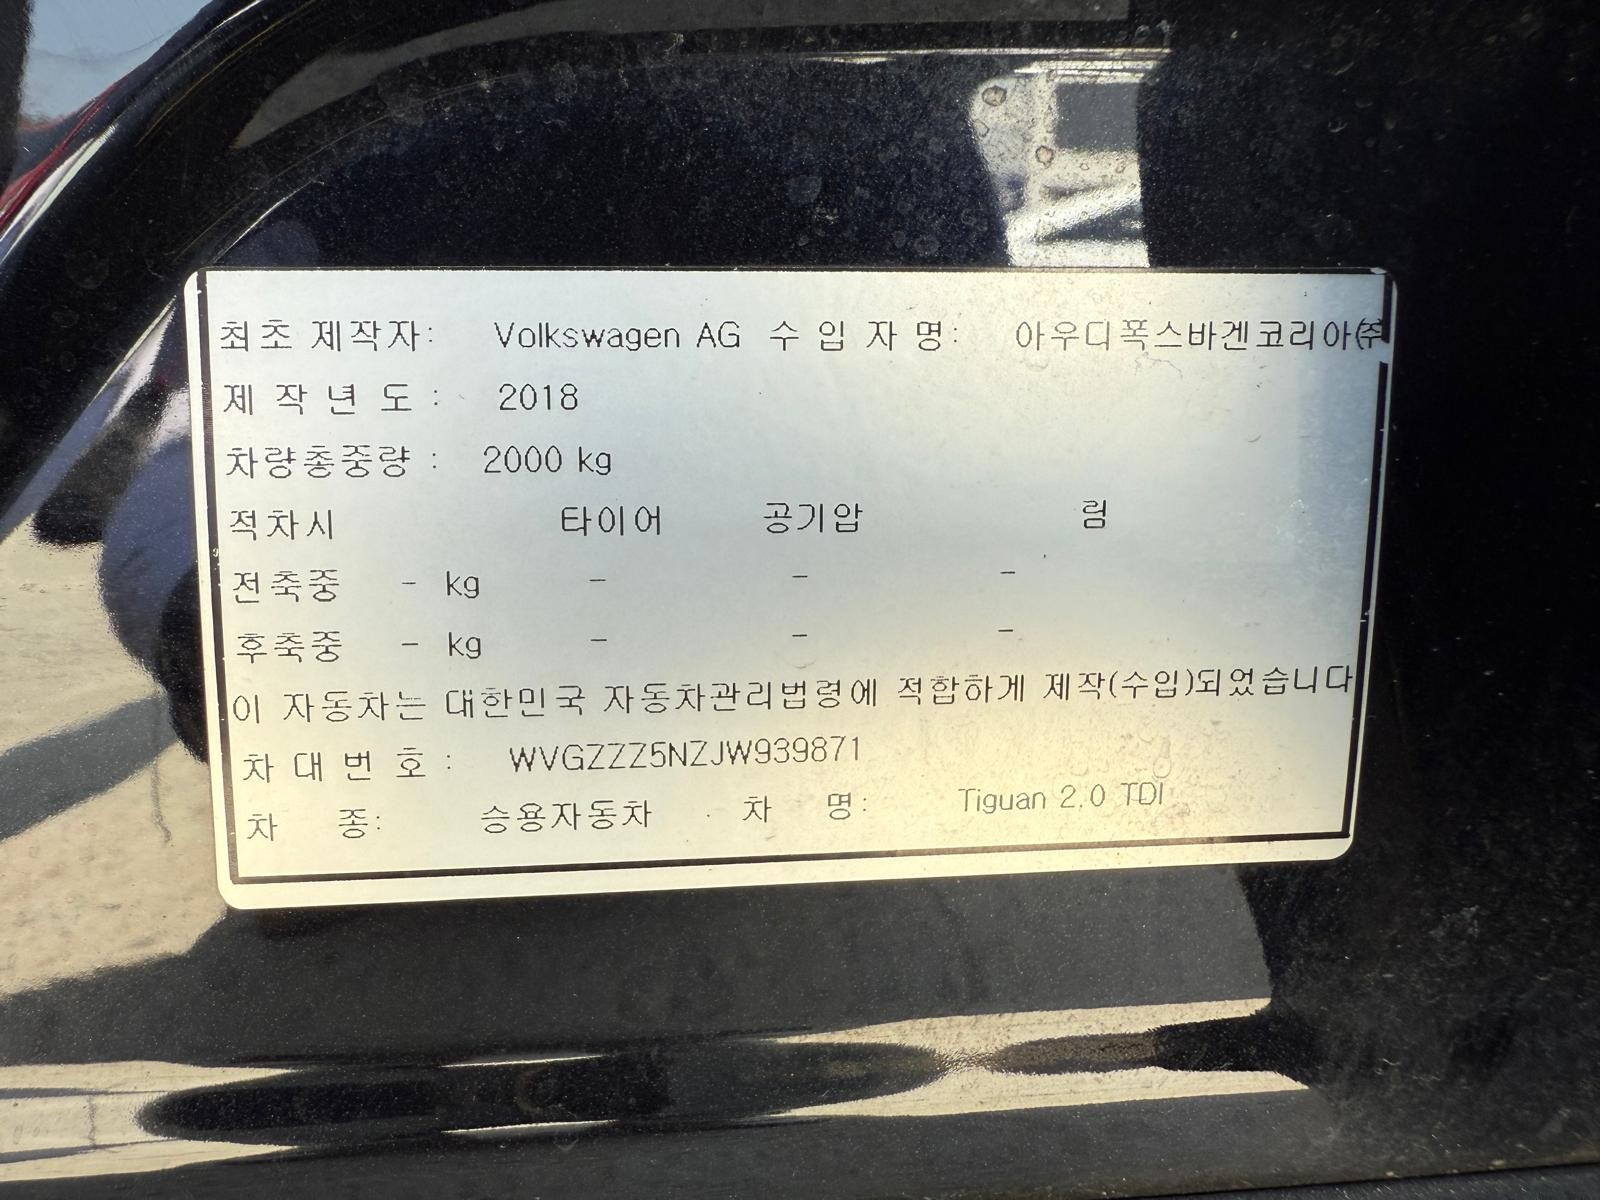 최초 제작자: Volkswagen AG 수 입 자 명: 아우디폭스바겐코리아㈜
제 작 년 도 : 2018
차량총중량 : 2000 kg
적차시 타이어 공기압 림
전축중 - kg - - -
후축중 - kg - - -
이 자동차는 대한민국 자동차관리법령에 적합하게 제작(수입)되었습니다
차 대 번 호 : WVGZZZ5NZJW939871
차 종: 승용자동차 차 명: Tiguan 2.0 TDI